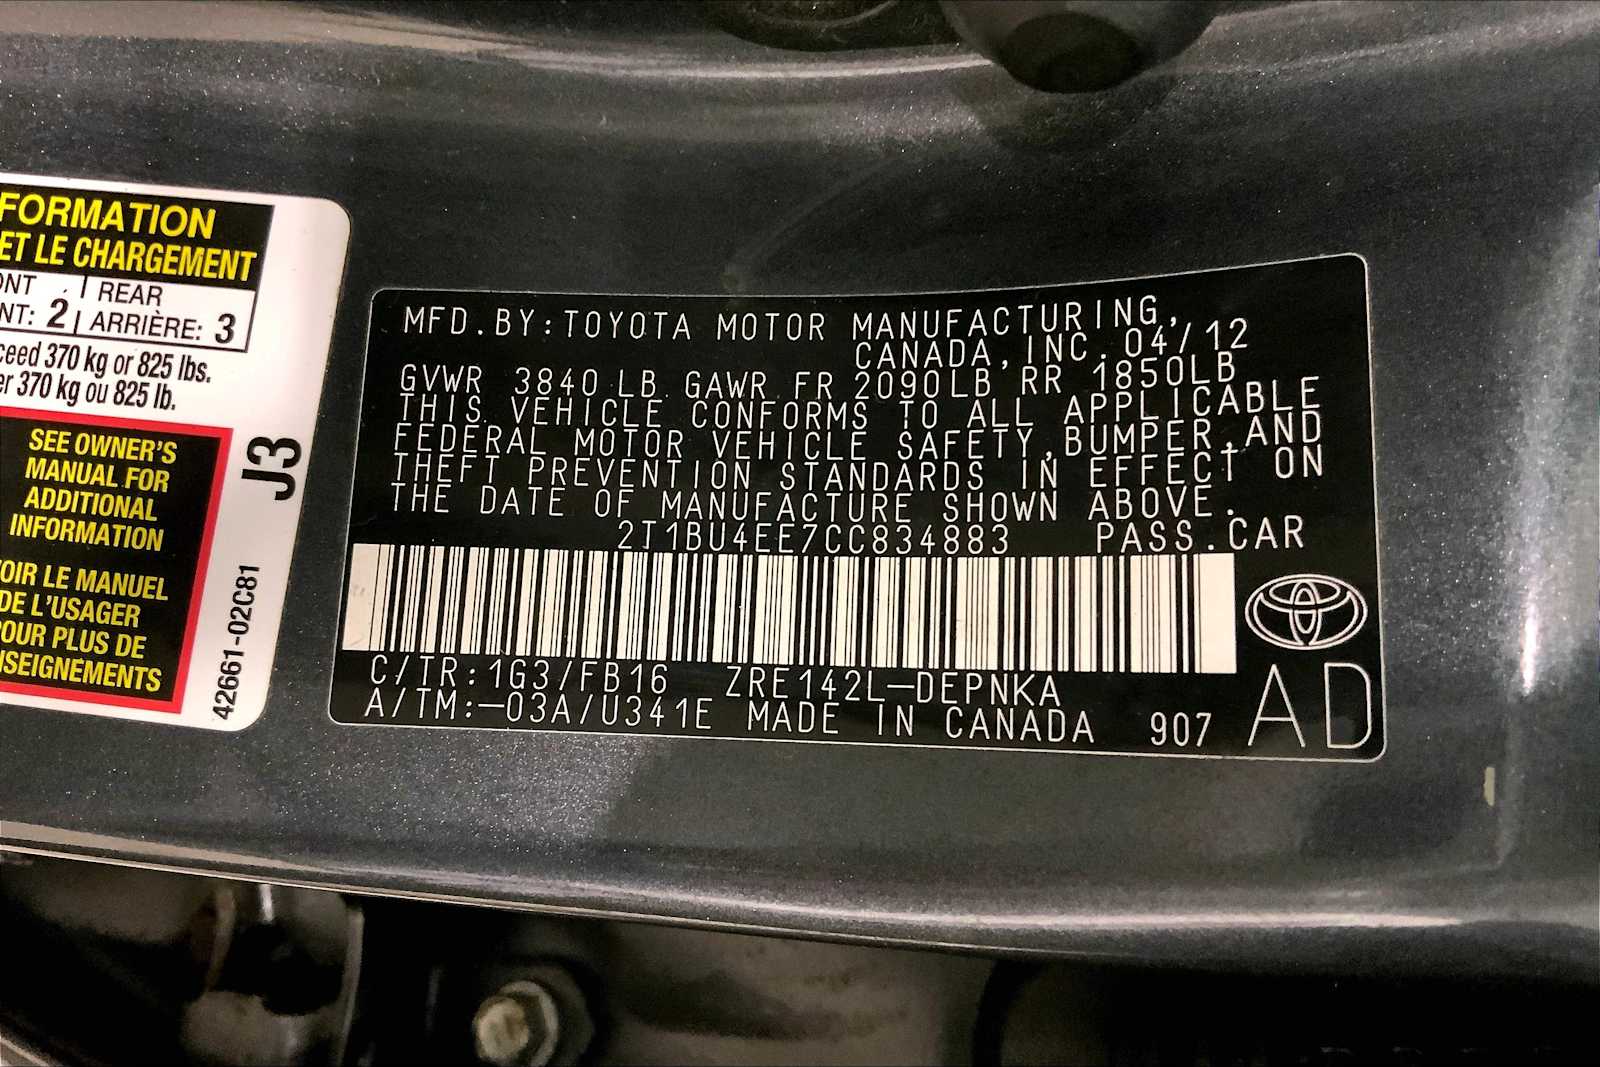 FORMATION
ET LE CHARGEMENT
REAR
NT: 2 ARRIÈRE: 3
ceed 370 kg or 825 lbs.
er 370 kg ou 825 lb.
SEE OWNER'S
MANUAL FOR
ADDITIONAL
INFORMATION
OIR LE MANUEL
DE L'USAGER
OUR PLUS DE
NSEIGNEMENTS
J3
42661-02C81
MFD.BY:TOYOTA MOTOR MANUFACTURING,
CANADA,INC. 04/12
GVWR 3840 LB GAWR FR 2090LB RR 1850LB
THIS VEHICLE CONFORMS TO ALL APPLICABLE
FEDERAL MOTOR VEHICLE SAFETY,BUMPER,AND
THEFT PREVENTION STANDARDS IN EFFECT ON
THE DATE OF MANUFACTURE SHOWN ABOVE.
2T1BU4EE7CC834883 PASS.CAR
C/TR:1G3/FB16 ZRE142L-DEPNKA
A/TM:-03A/U341E MADE IN CANADA 907
AD